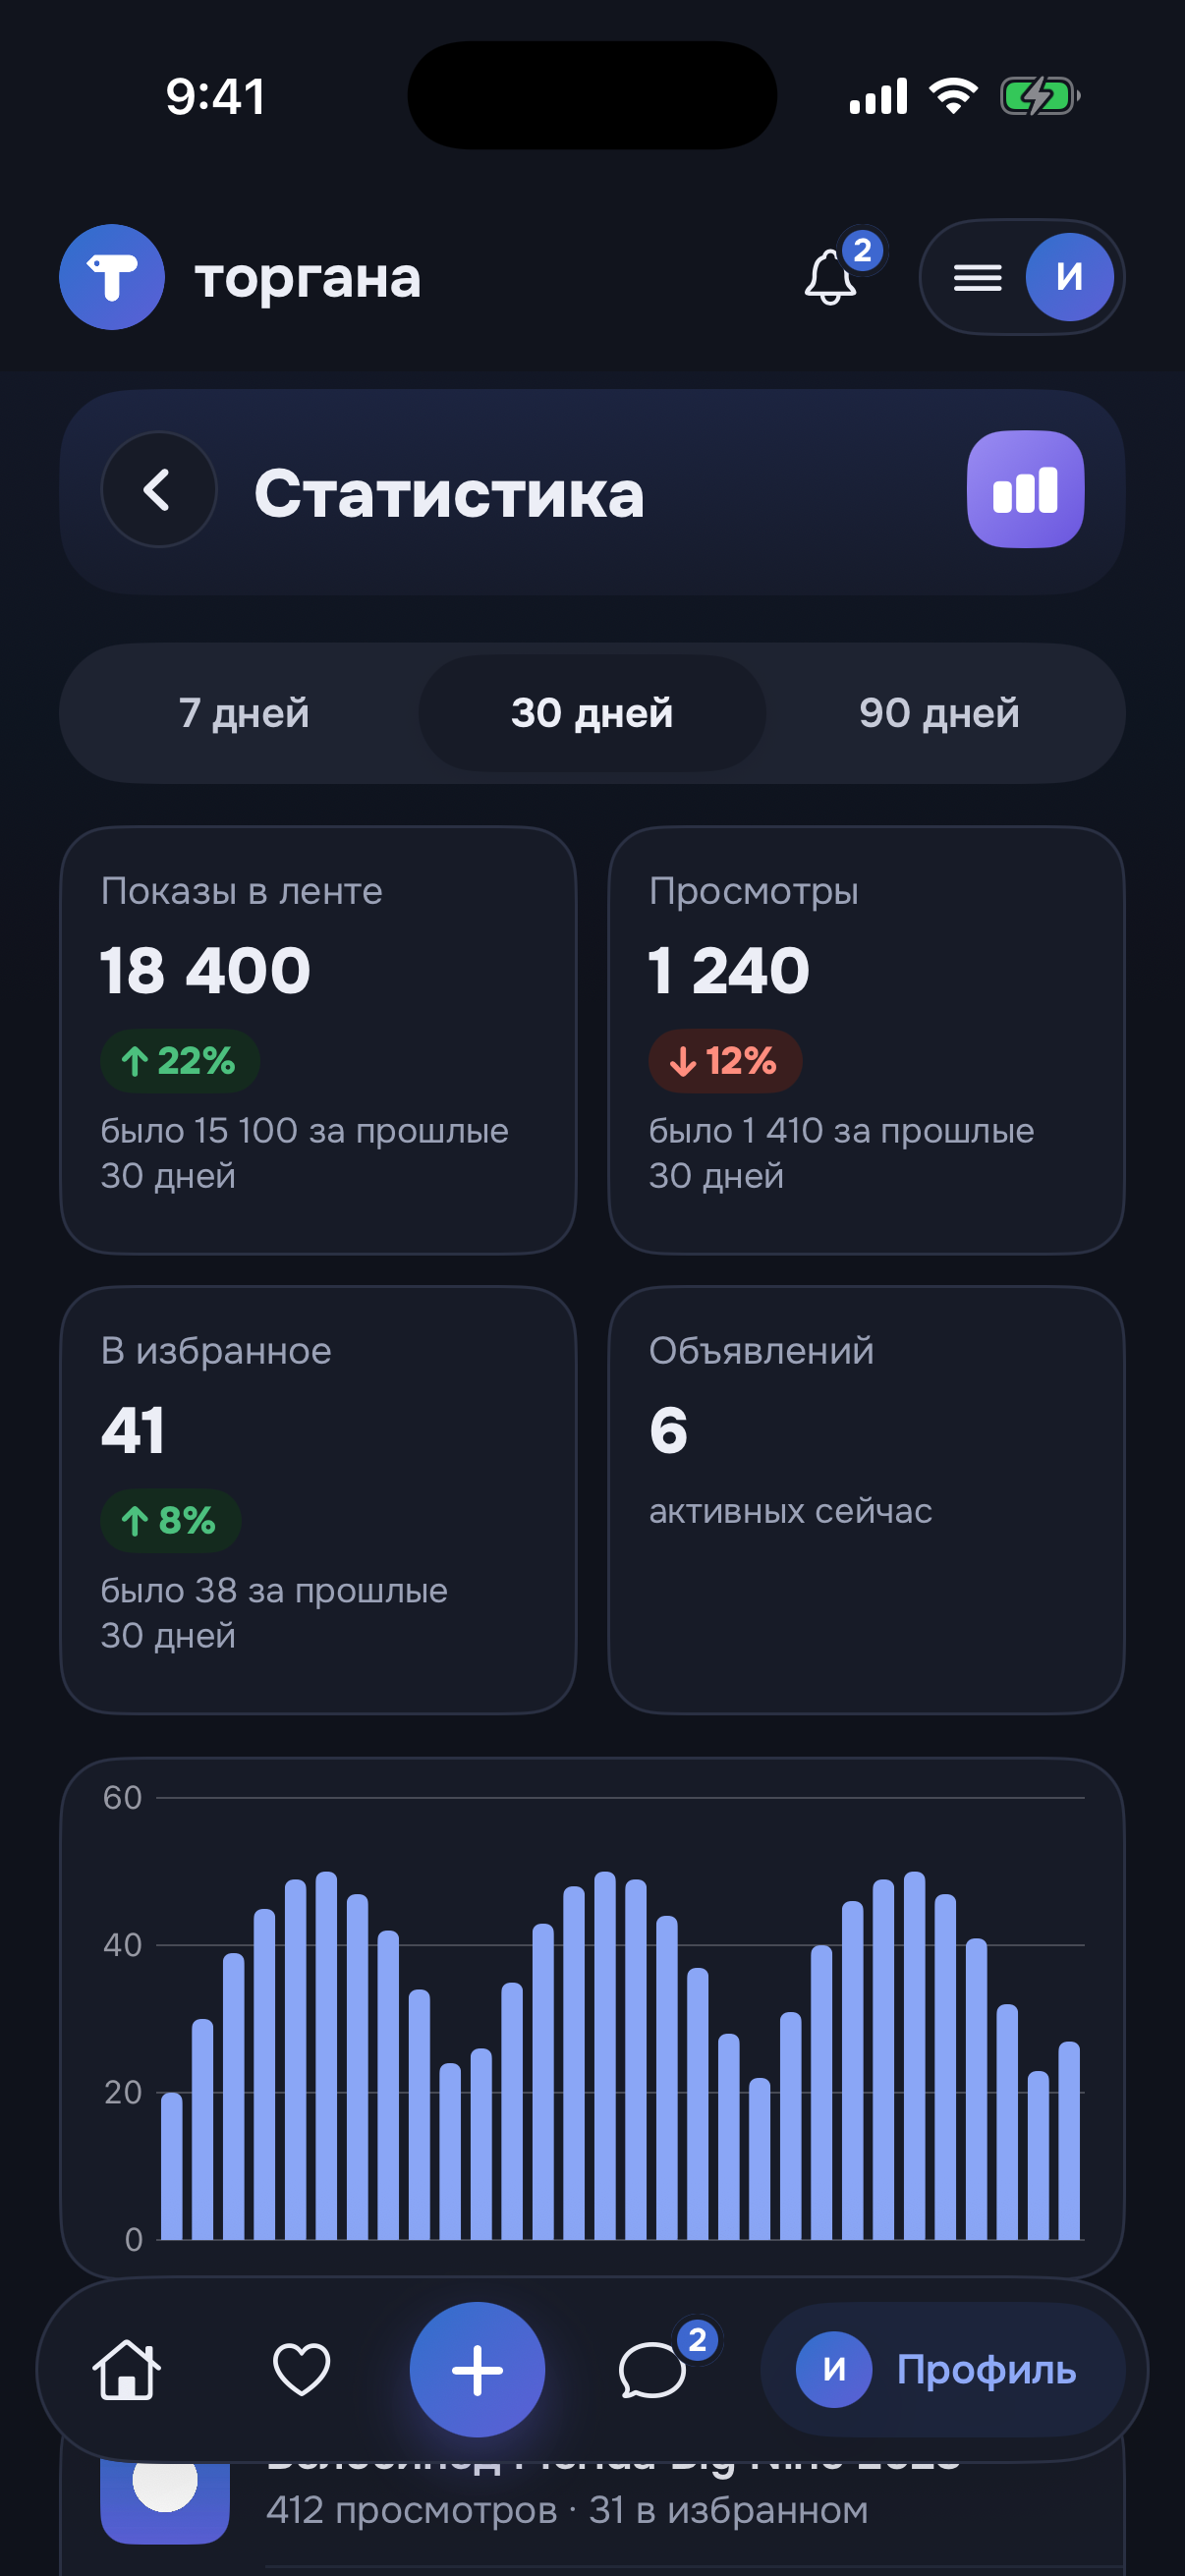 9:41
торгана
2
И
Статистика
7 дней
30 дней
90 дней
Показы в ленте
18 400
↑ 22%
было 15 100 за прошлые
30 дней
Просмотры
1 240
↓ 12%
было 1 410 за прошлые
30 дней
В избранное
41
↑ 8%
было 38 за прошлые
30 дней
Объявлений
6
активных сейчас
60
40
20
0
2
И
Профиль
412 просмотров · 31 в избранном